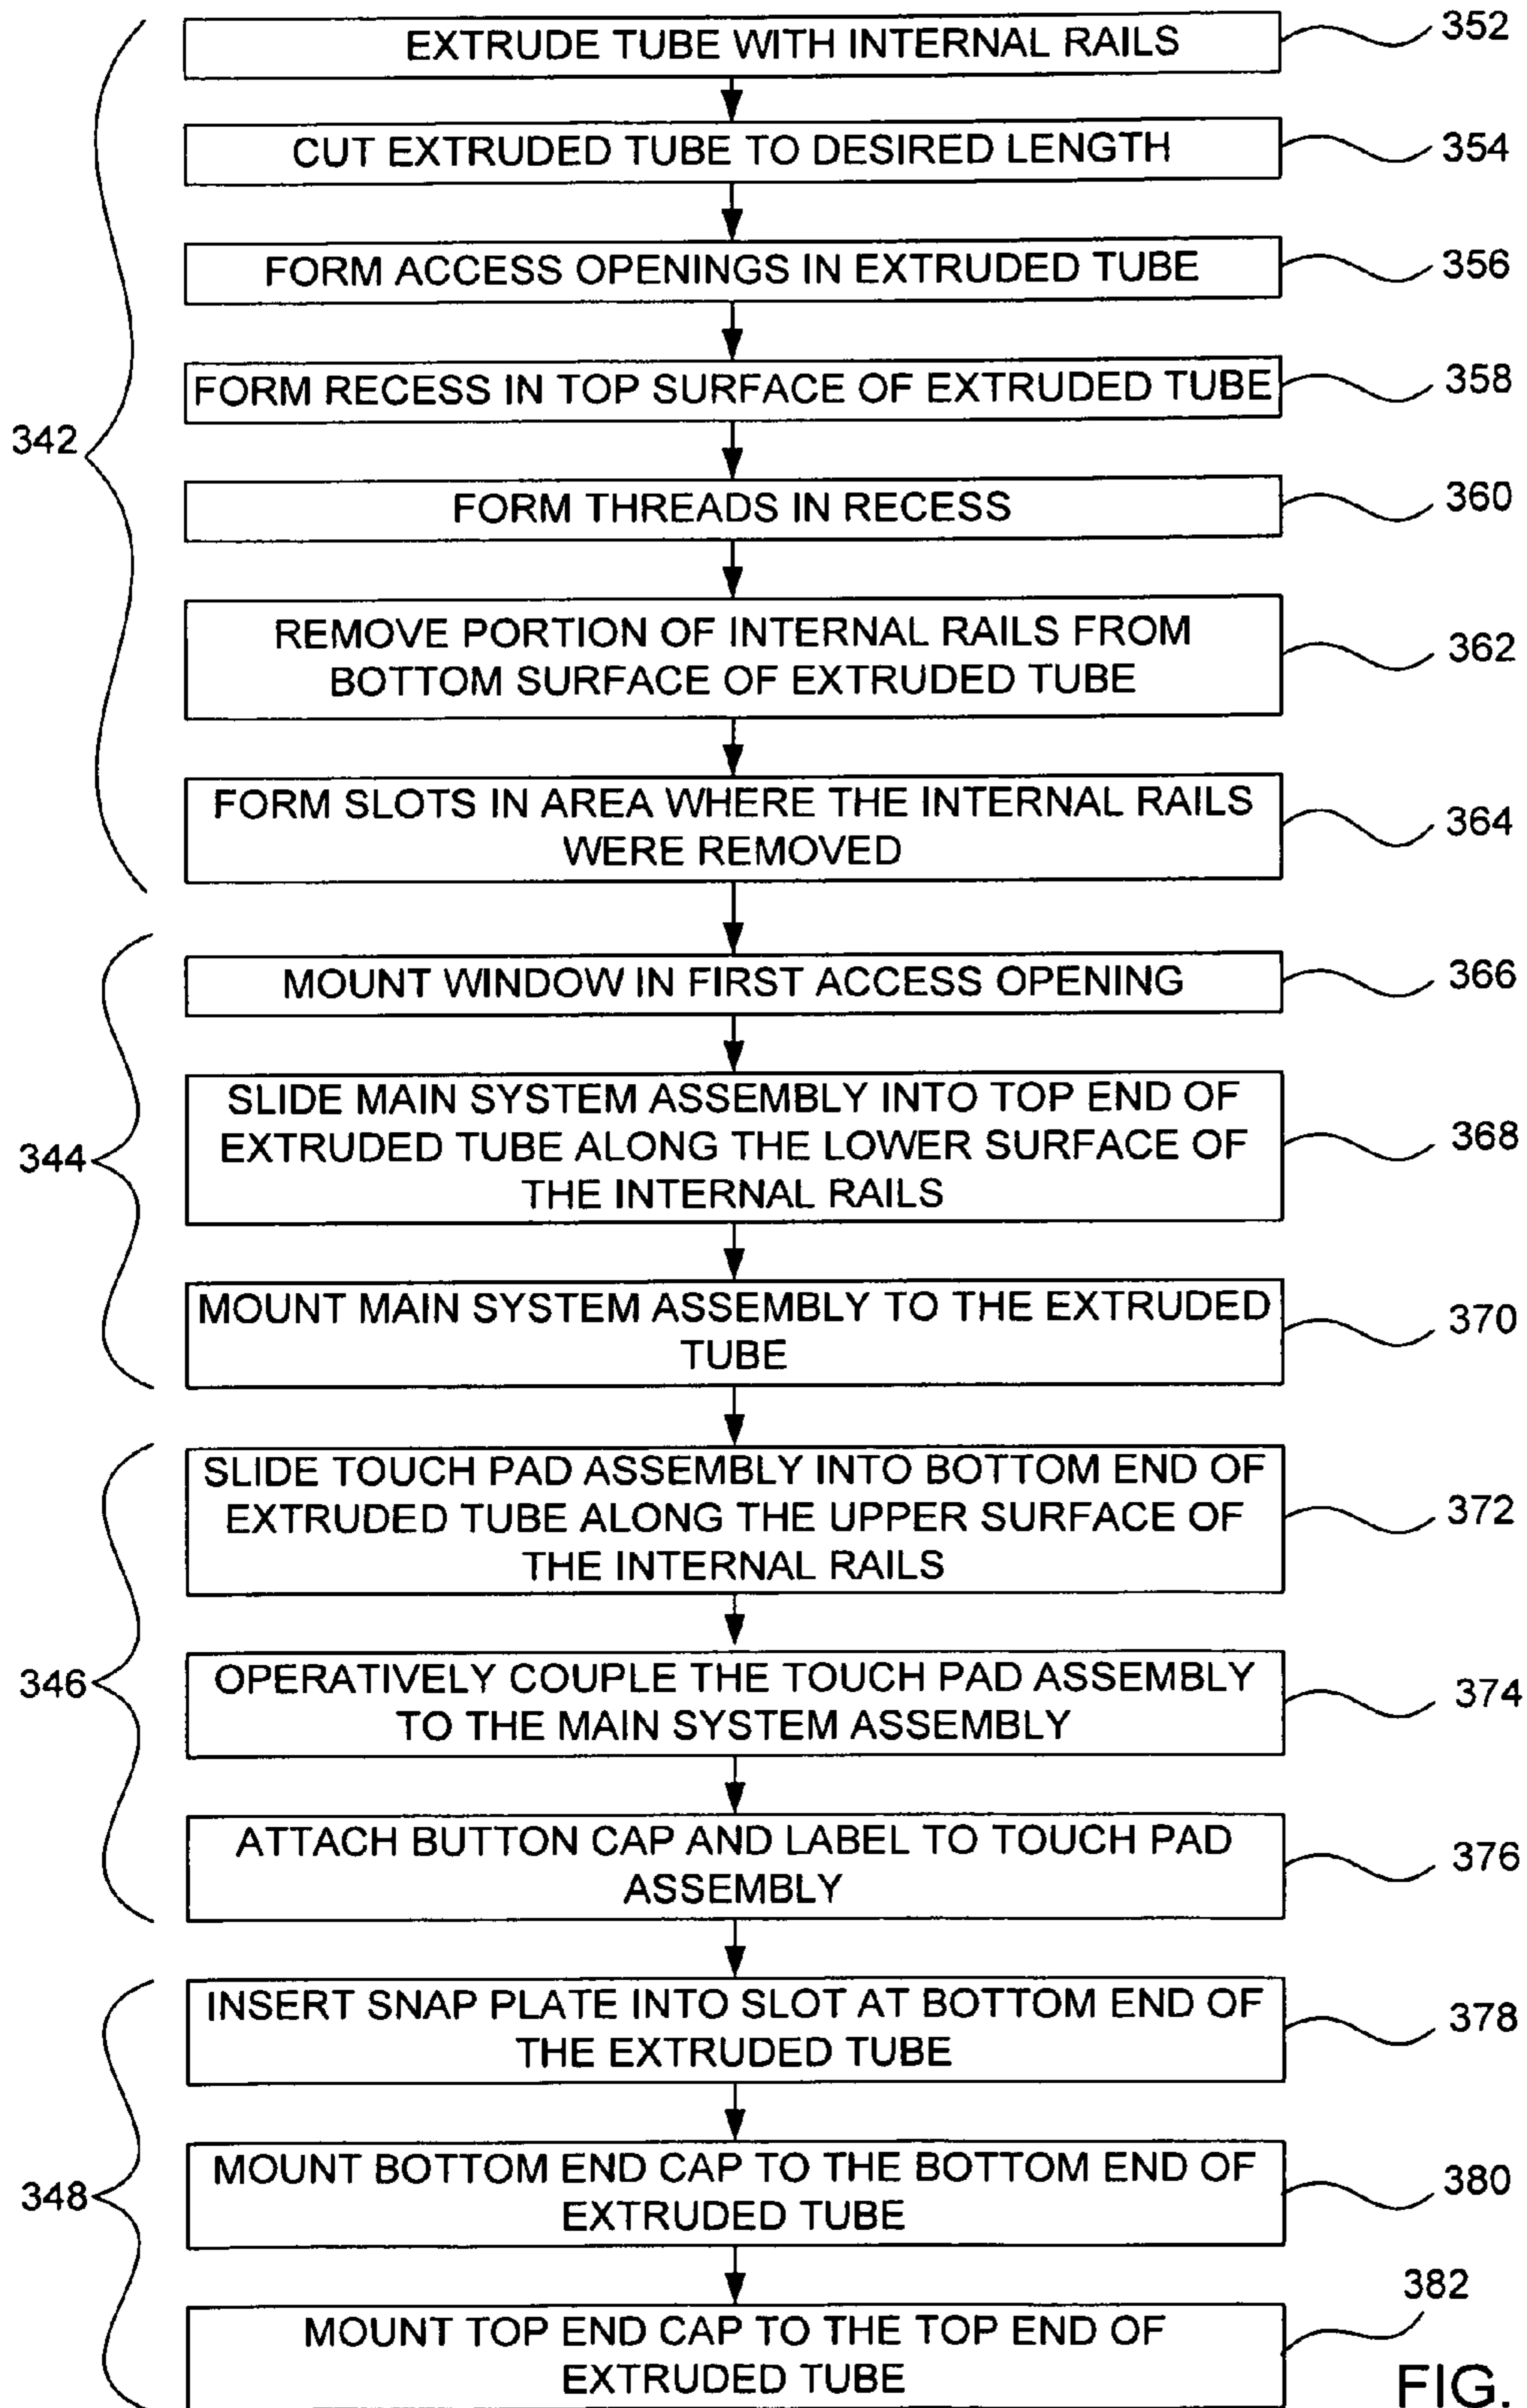 EXTRUDE TUBE WITH INTERNAL RAILS
352
CUT EXTRUDED TUBE TO DESIRED LENGTH
354
FORM ACCESS OPENINGS IN EXTRUDED TUBE
356
FORM RECESS IN TOP SURFACE OF EXTRUDED TUBE
358
342
FORM THREADS IN RECESS
360
REMOVE PORTION OF INTERNAL RAILS FROM
BOTTOM SURFACE OF EXTRUDED TUBE
362
FORM SLOTS IN AREA WHERE THE INTERNAL RAILS
WERE REMOVED
364
MOUNT WINDOW IN FIRST ACCESS OPENING
366
SLIDE MAIN SYSTEM ASSEMBLY INTO TOP END OF
EXTRUDED TUBE ALONG THE LOWER SURFACE OF
THE INTERNAL RAILS
368
344
MOUNT MAIN SYSTEM ASSEMBLY TO THE EXTRUDED
TUBE
370
SLIDE TOUCH PAD ASSEMBLY INTO BOTTOM END OF
EXTRUDED TUBE ALONG THE UPPER SURFACE OF
THE INTERNAL RAILS
372
346
OPERATIVELY COUPLE THE TOUCH PAD ASSEMBLY
TO THE MAIN SYSTEM ASSEMBLY
374
ATTACH BUTTON CAP AND LABEL TO TOUCH PAD
ASSEMBLY
376
INSERT SNAP PLATE INTO SLOT AT BOTTOM END OF
THE EXTRUDED TUBE
378
348
MOUNT BOTTOM END CAP TO THE BOTTOM END OF
EXTRUDED TUBE
380
MOUNT TOP END CAP TO THE TOP END OF
EXTRUDED TUBE
382
FIG.